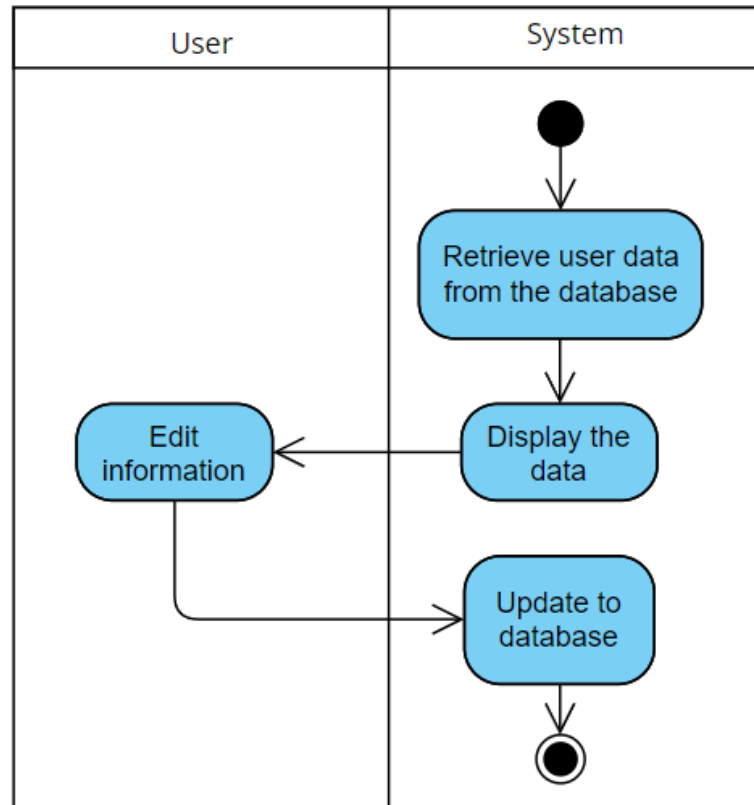 User
System
Retrieve user data
from the database
Display the
data
Edit
information
Update to
database